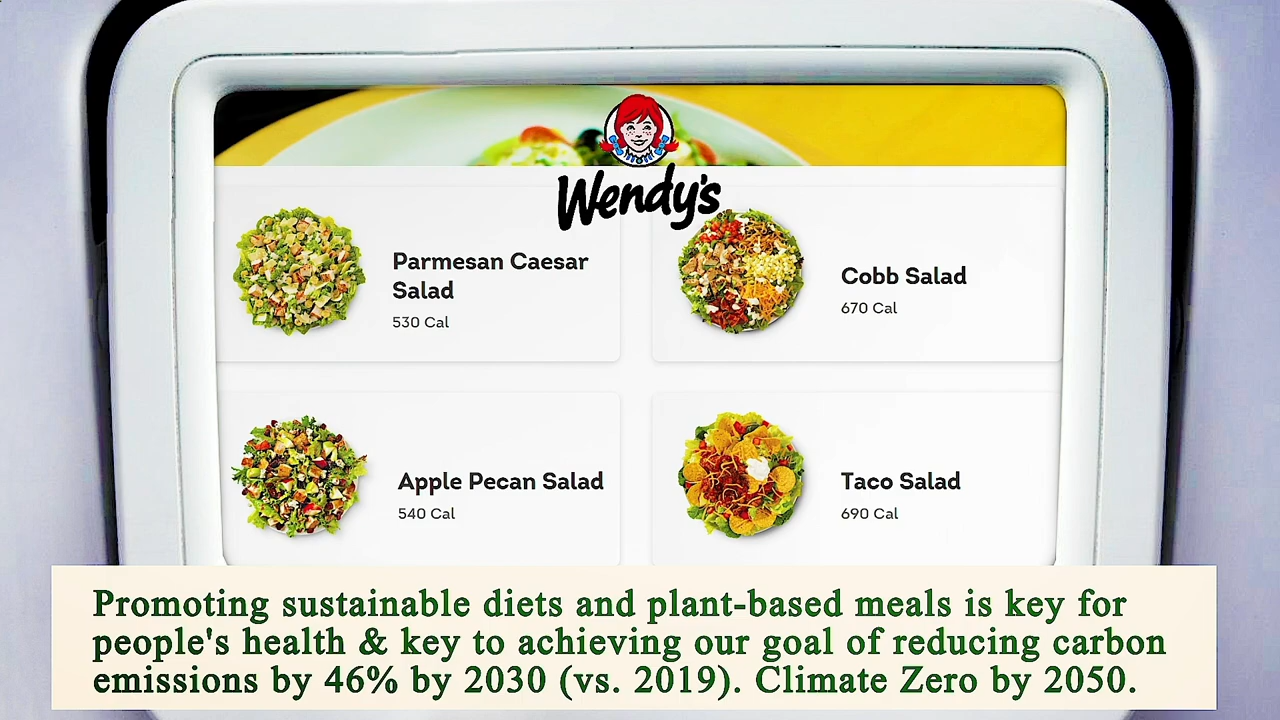 Wendy's
Parmesan Caesar
Salad
530 Cal
Cobb Salad
670 Cal
Apple Pecan Salad
540 Cal
Taco Salad
690 Cal
Promoting sustainable diets and plant-based meals is key for
people's health & key to achieving our goal of reducing carbon
emissions by 46% by 2030 (vs. 2019). Climate Zero by 2050.